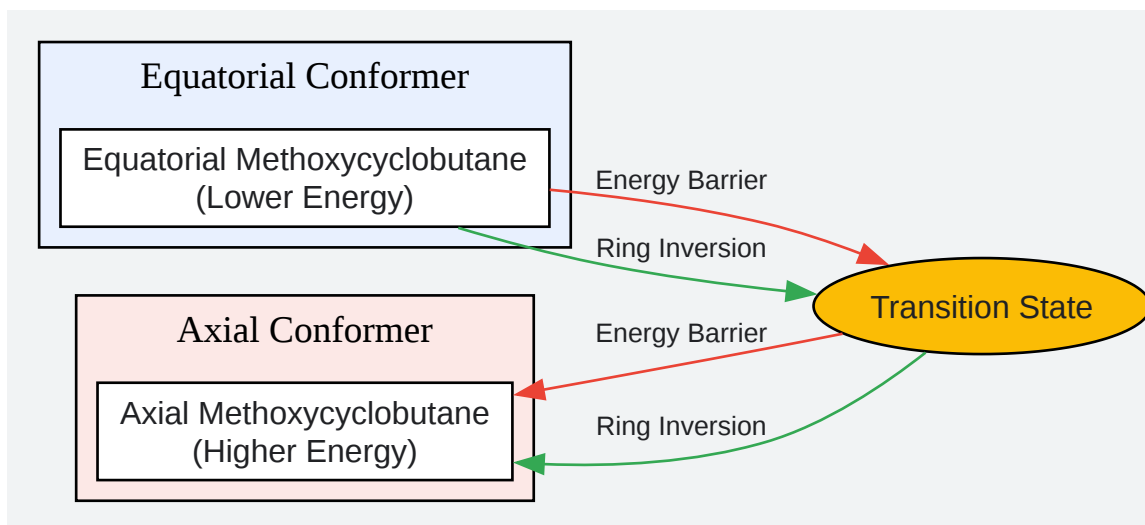 Equatorial Conformer
Equatorial Methoxycyclobutane
(Lower Energy)
Energy Barrier
Ring Inversion
Transition State
Axial Conformer
Energy Barrier
Axial Methoxycyclobutane
(Higher Energy)
Ring Inversion